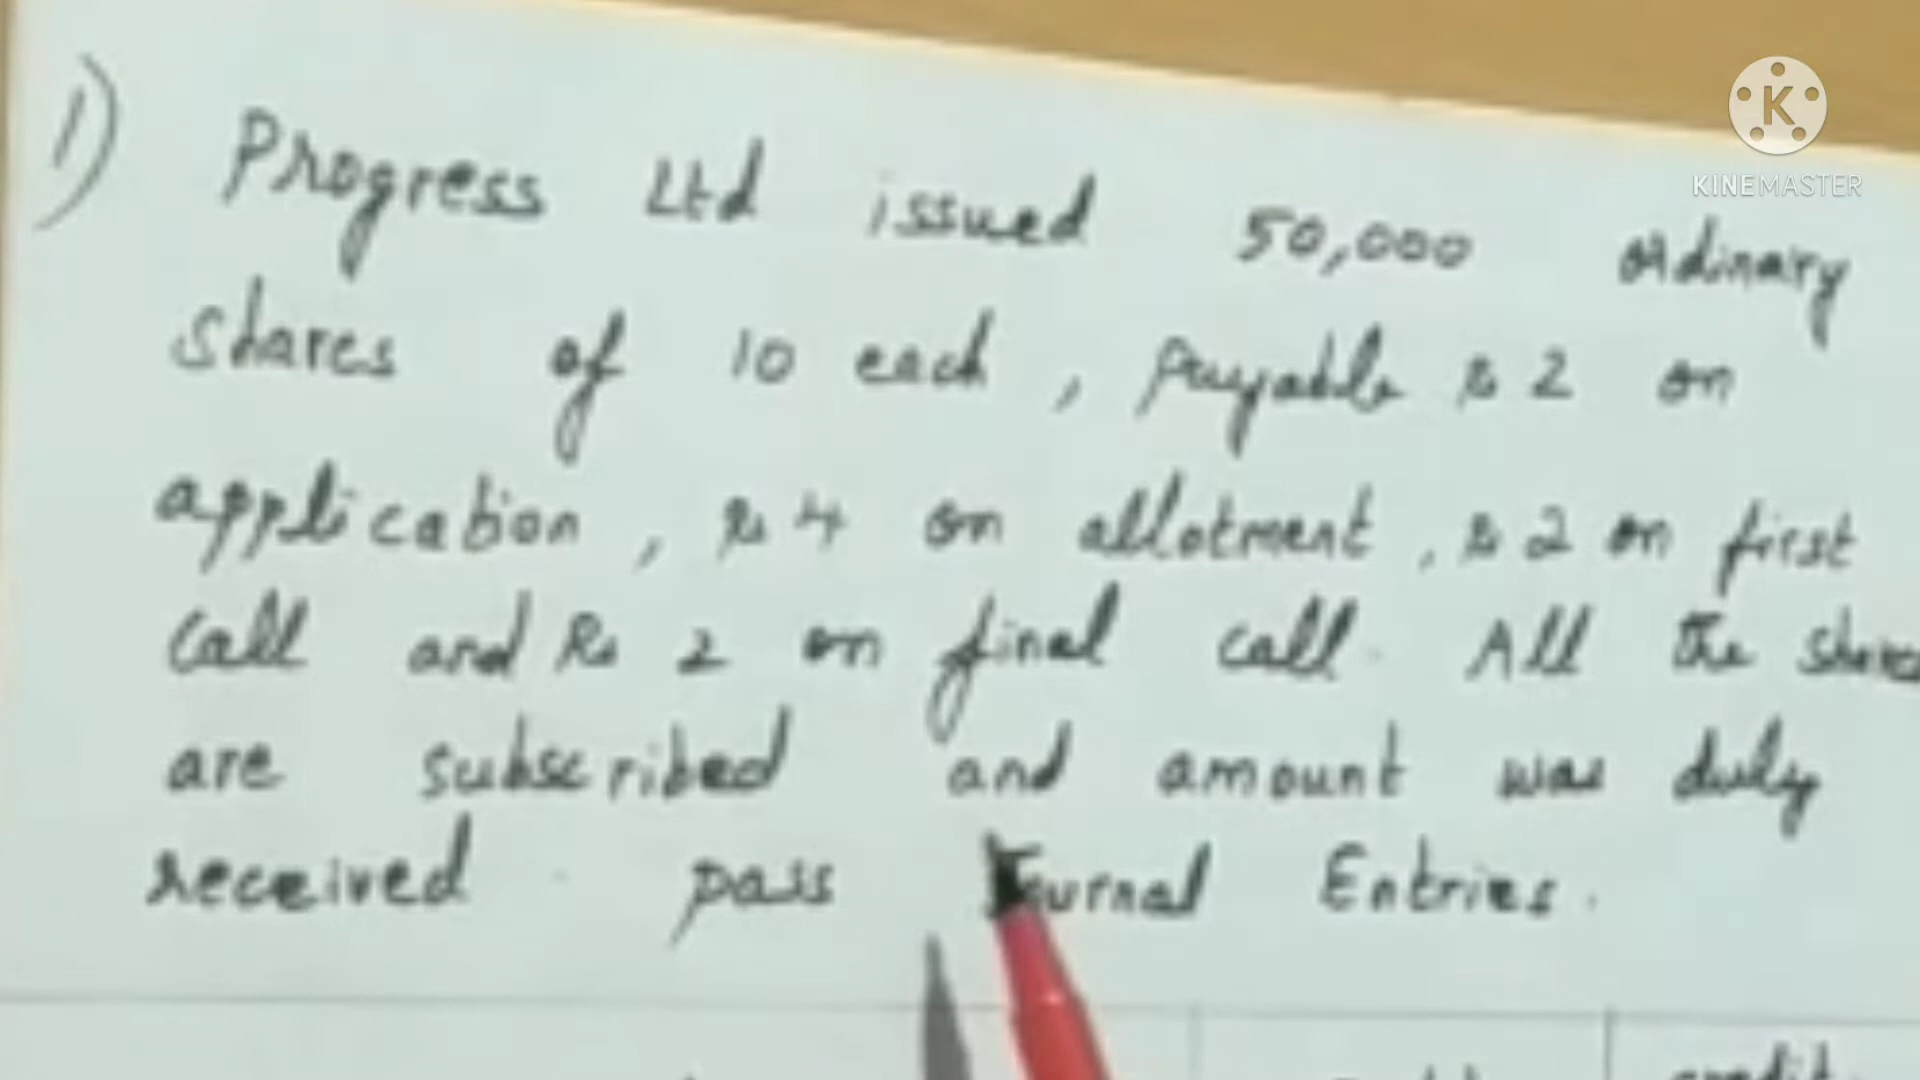 K
KINEMASTER
1) Progress Ltd issued 50,000 ordinary
shares of 10 each, payable Rs 2 on
application, Rs 4 on allotment, Rs 2 on first
call and Rs 2 on final call. All the shares
are subscribed and amount was duly
received. pass Journal Entries.
credit